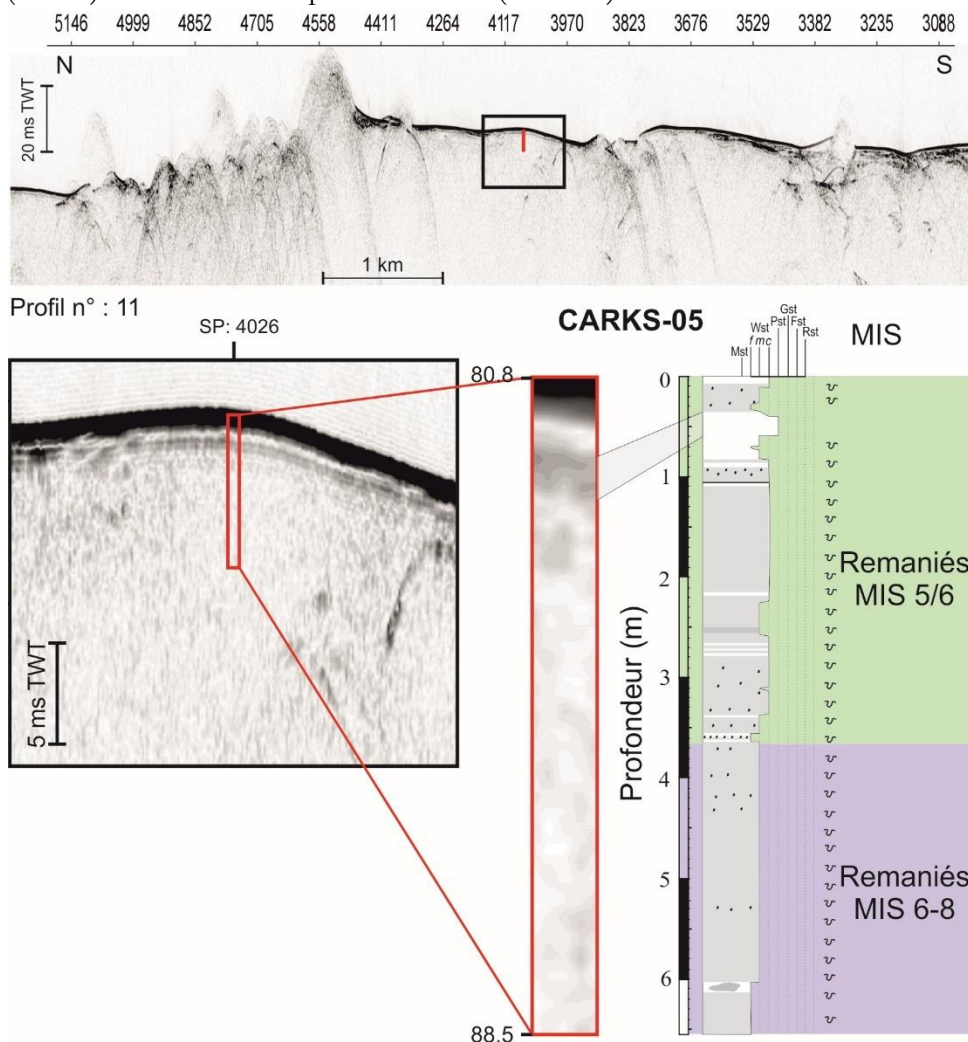 5146 4999 4852 4705 4558 4411 4264 4117 3970 3823 3676 3529 3382 3235 3088
N S
20 ms TWT
1 km
Profil n° : 11
SP: 4026
CARKS-05
MIS
Gst
Wst Pst Fst
Mst f mc Rst
80.8
0
1
2
3
4
5
6
Profondeur (m)
5 ms TWT
Remaniés
MIS 5/6
Remaniés
MIS 6-8
88.5